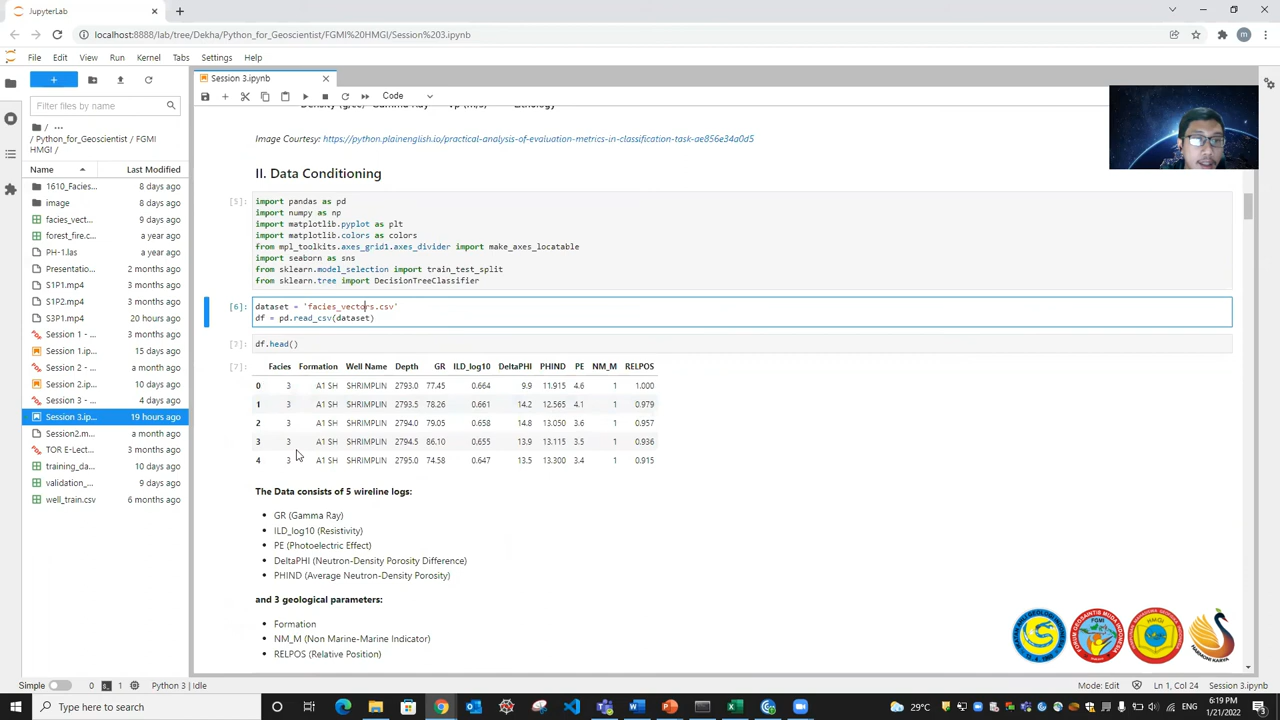 JupyterLab
localhost:8888/lab/tree/Dekha/Python_for_Geoscientist/FGMI%20HMGI/Session%203.ipynb
File Edit View Run Kernel Tabs Settings Help
Session 3.ipynb
Code
Filter files by name
/ ···
/ Python_for_Geoscientist / FGMI
HMGI /
Name Last Modified
1610_Facies... 8 days ago
image 8 days ago
facies_vect... 9 days ago
forest_fire.c... a year ago
PH-1.las a year ago
Presentatio... 2 months ago
S1P1.mp4 2 months ago
S1P2.mp4 2 months ago
S3P1.mp4 20 hours ago
Session 1 - ... a month ago
Session 1.ip... 15 days ago
Session 2 - ... a month ago
Session 2.ip... 10 days ago
Session 3 - ... a month ago
Session 3.ip... 19 hours ago
Session2.m... a month ago
TOR E-Lect... 3 months ago
training_da... 10 days ago
validation_... 9 days ago
well_train.csv 6 months ago
Image Courtesy: https://python.plainenglish.io/practical-analysis-of-evaluation-metrics-in-classification-task-ae856e34a0d5
II. Data Conditioning
[5]: import pandas as pd
import numpy as np
import matplotlib.pyplot as plt
import matplotlib.colors as colors
from mpl_toolkits.axes_grid1.axes_divider import make_axes_locatable
import seaborn as sns
from sklearn.model_selection import train_test_split
from sklearn.tree import DecisionTreeClassifier
[6]: dataset = 'facies_vectors.csv'
df = pd.read_csv(dataset)
[7]: df.head()
[7]: Facies Formation Well Name Depth GR ILD_log10 DeltaPHI PHIND PE NM_M RELPOS
0 3 A1 SH SHRIMPLIN 2793.0 77.45 0.664 9.9 11.915 4.6 1 1.000
1 3 A1 SH SHRIMPLIN 2793.5 78.26 0.661 14.2 12.565 4.1 1 0.979
2 3 A1 SH SHRIMPLIN 2794.0 79.05 0.658 14.8 13.050 3.6 1 0.957
3 3 A1 SH SHRIMPLIN 2794.5 86.10 0.655 13.9 13.115 3.5 1 0.936
4 3 A1 SH SHRIMPLIN 2795.0 74.58 0.647 13.5 13.300 3.4 1 0.915
The Data consists of 5 wireline logs:
• GR (Gamma Ray)
• ILD_log10 (Resistivity)
• PE (Photoelectric Effect)
• DeltaPHI (Neutron-Density Porosity Difference)
• PHIND (Average Neutron-Density Porosity)
and 3 geological parameters:
• Formation
• NM_M (Non Marine-Marine Indicator)
• RELPOS (Relative Position)
Simple 0 1 Python 3 | Idle Mode: Edit Ln 1, Col 24 Session 3.ipynb
Type here to search 29°C 6:19 PM
1/21/2022